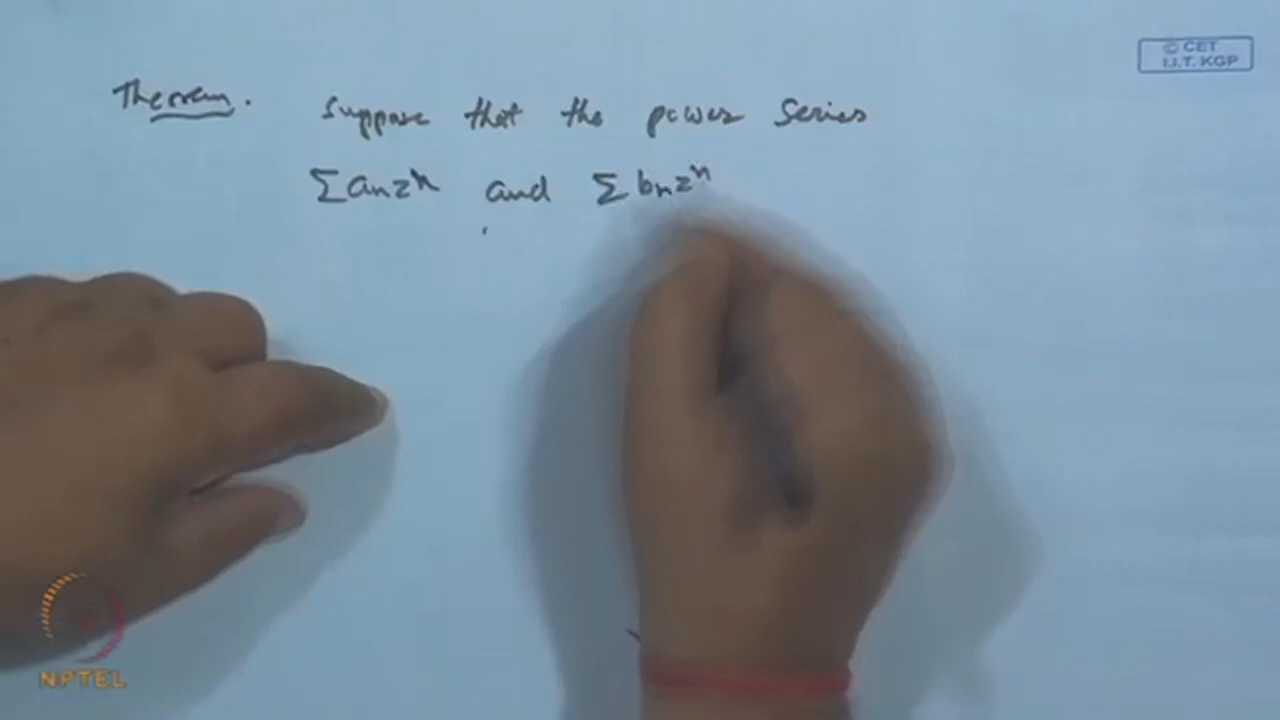 © CET
I.I.T. KGP
Theorem. Suppose that the power series
Σ aₙzⁿ and Σ bₙzⁿ
NPTEL